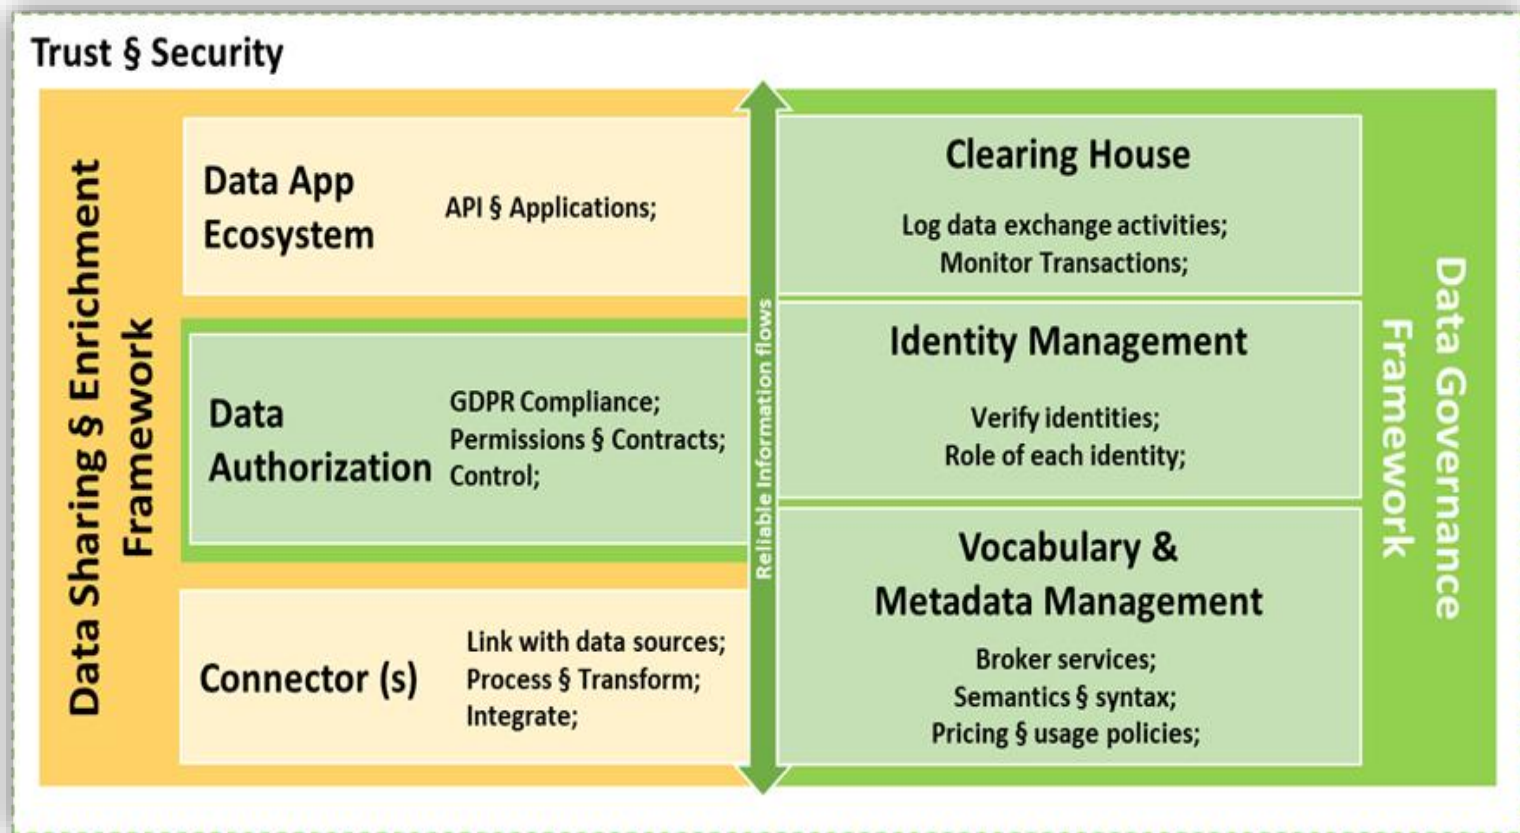 Trust § Security
Data Sharing § Enrichment
Framework
Data App
Ecosystem
API § Applications;
Data
Authorization
GDPR Compliance;
Permissions § Contracts;
Control;
Connector (s)
Link with data sources;
Process § Transform;
Integrate;
Reliable Information flows
Clearing House
Log data exchange activities;
Monitor Transactions;
Identity Management
Verify identities;
Role of each identity;
Vocabulary &
Metadata Management
Broker services;
Semantics § syntax;
Pricing § usage policies;
Data Governance
Framework